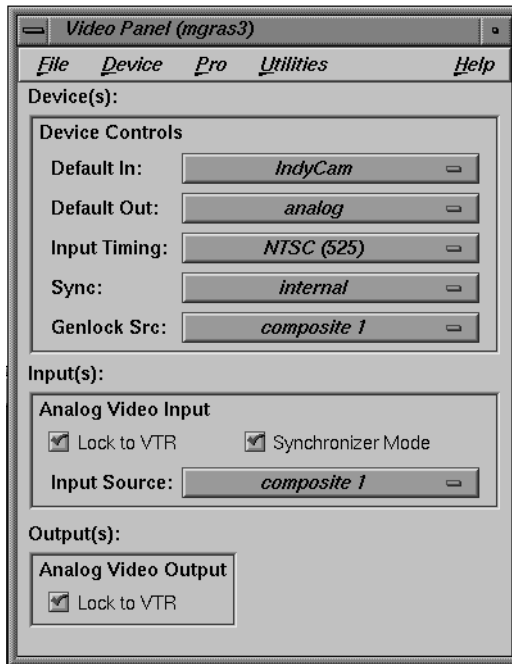 Video Panel (mgras3)
File Device Pro Utilities Help
Device(s):
Device Controls
Default In: IndyCam
Default Out: analog
Input Timing: NTSC (525)
Sync: internal
Genlock Src: composite 1
Input(s):
Analog Video Input
Lock to VTR Synchronizer Mode
Input Source: composite 1
Output(s):
Analog Video Output
Lock to VTR